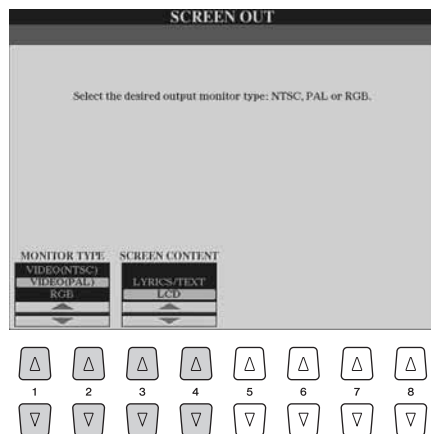 SCREEN OUT
Select the desired output monitor type: NTSC, PAL or RGB.
MONITOR TYPE SCREEN CONTENT
VIDEO(NTSC)
VIDEO(PAL) LYRICS/TEXT
RGB LCD
1 2 3 4 5 6 7 8